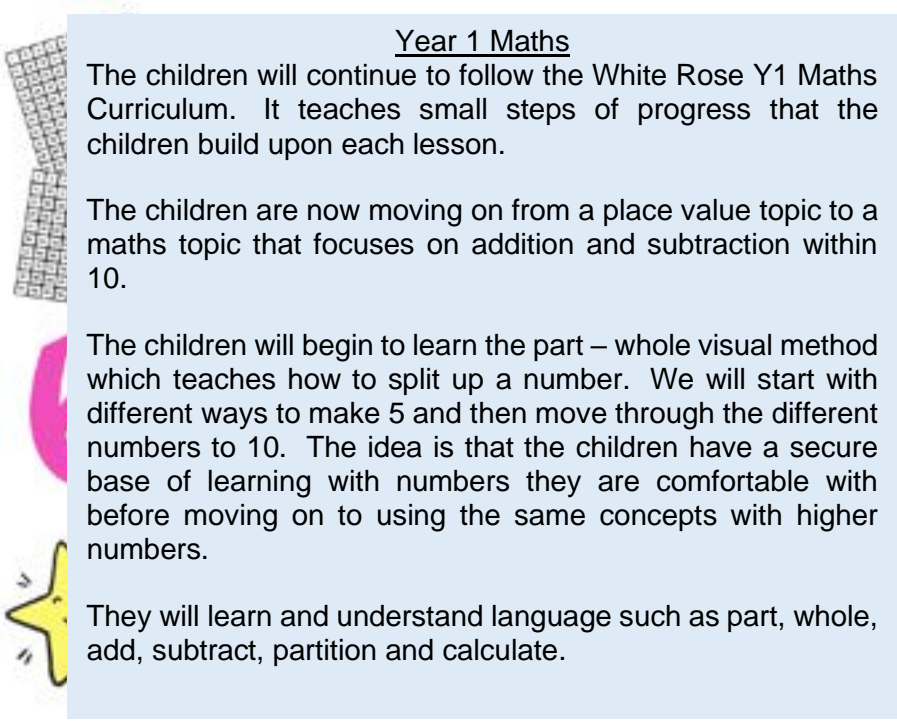 Year 1 Maths
The children will continue to follow the White Rose Y1 Maths
Curriculum. It teaches small steps of progress that the
children build upon each lesson.
The children are now moving on from a place value topic to a
maths topic that focuses on addition and subtraction within
10.
The children will begin to learn the part – whole visual method
which teaches how to split up a number. We will start with
different ways to make 5 and then move through the different
numbers to 10. The idea is that the children have a secure
base of learning with numbers they are comfortable with
before moving on to using the same concepts with higher
numbers.
They will learn and understand language such as part, whole,
add, subtract, partition and calculate.